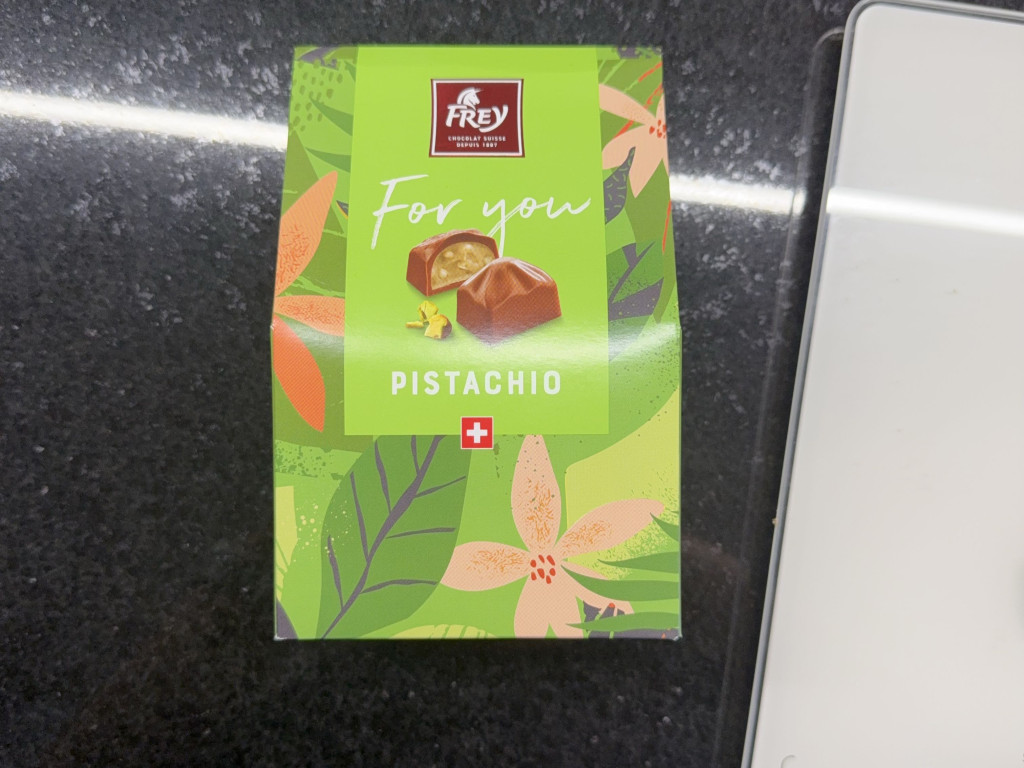 FREY
CHOCOLAT SUISSE
DEPUIS 1887
For you
PISTACHIO